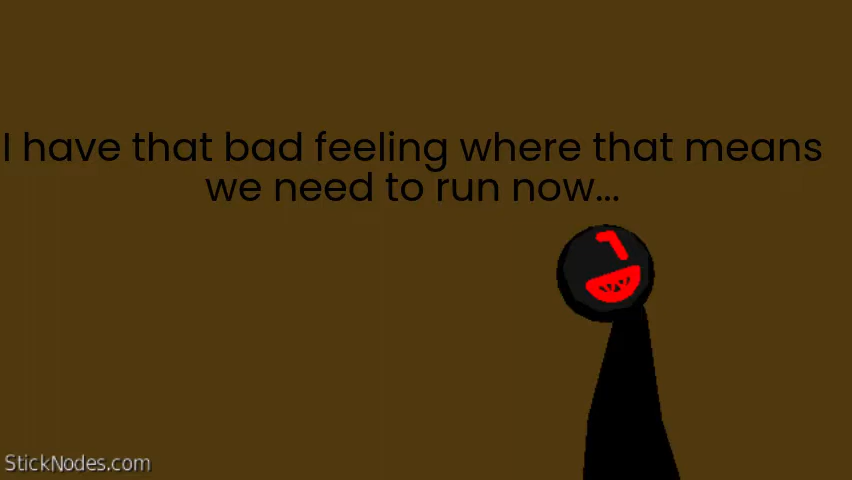 I have that bad feeling where that means
we need to run now...
StickNodes.com